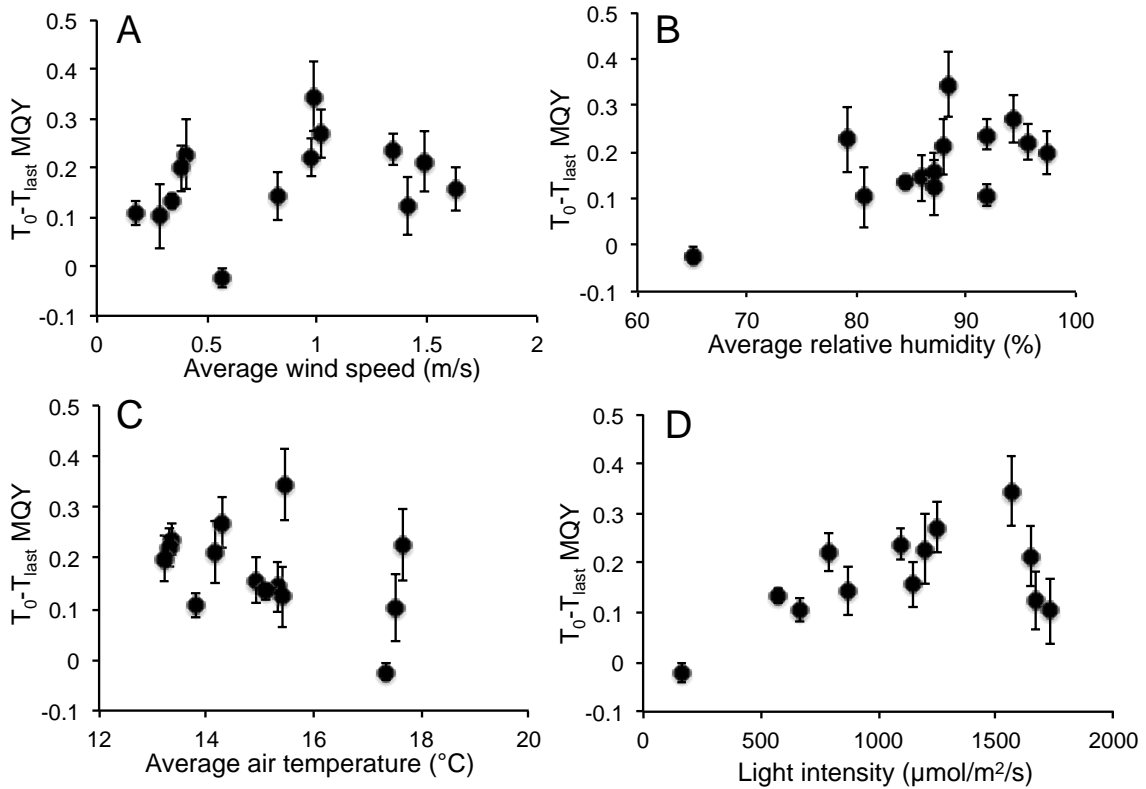 A
T0-Tlast MQY
0.5
0.4
0.3
0.2
0.1
0
-0.1
0 0.5 1 1.5 2
Average wind speed (m/s)
B
T0-Tlast MQY
0.5
0.4
0.3
0.2
0.1
0
-0.1
60 70 80 90 100
Average relative humidity (%)
C
T0-Tlast MQY
0.5
0.4
0.3
0.2
0.1
0
-0.1
12 14 16 18 20
Average air temperature (°C)
D
T0-Tlast MQY
0.5
0.4
0.3
0.2
0.1
0
-0.1
0 500 1000 1500 2000
Light intensity (µmol/m²/s)